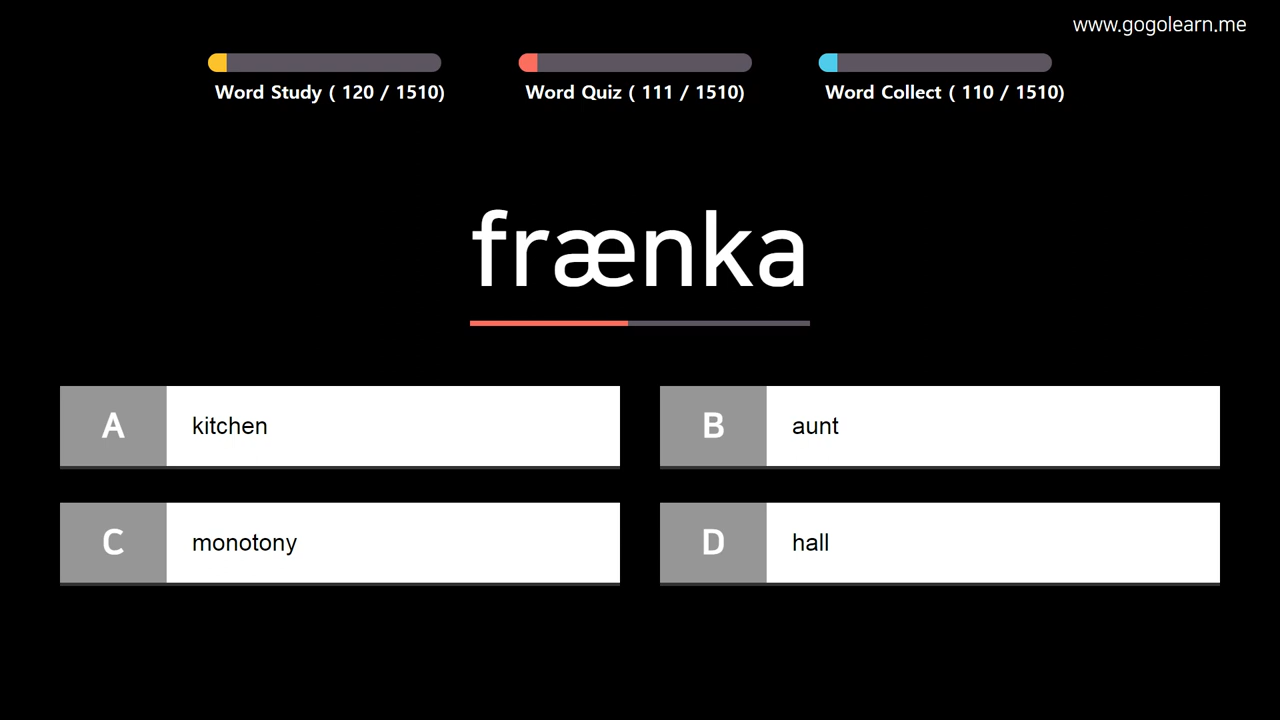 www.gogolearn.me
Word Study ( 120 / 1510)
Word Quiz ( 111 / 1510)
Word Collect ( 110 / 1510)
frænka
A kitchen
B aunt
C monotony
D hall